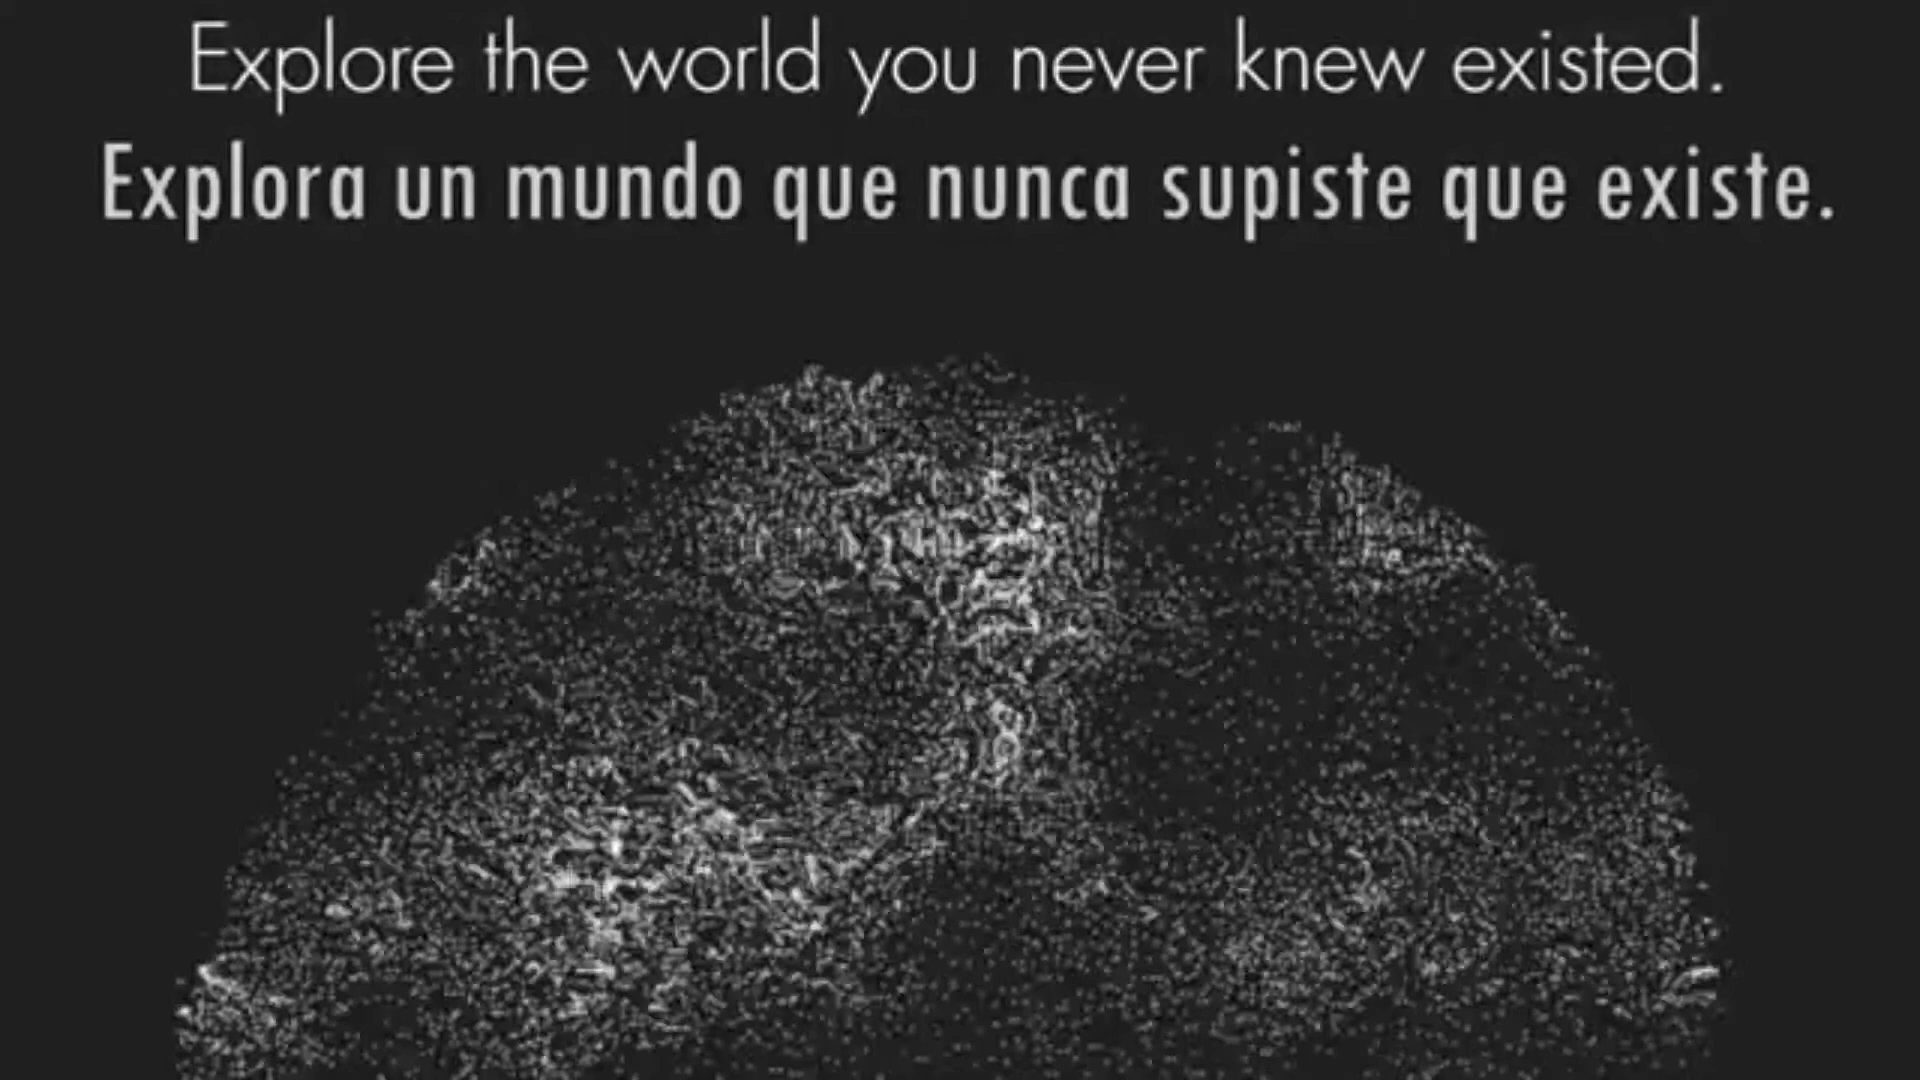 Explore the world you never knew existed.
Explora un mundo que nunca supiste que existe.